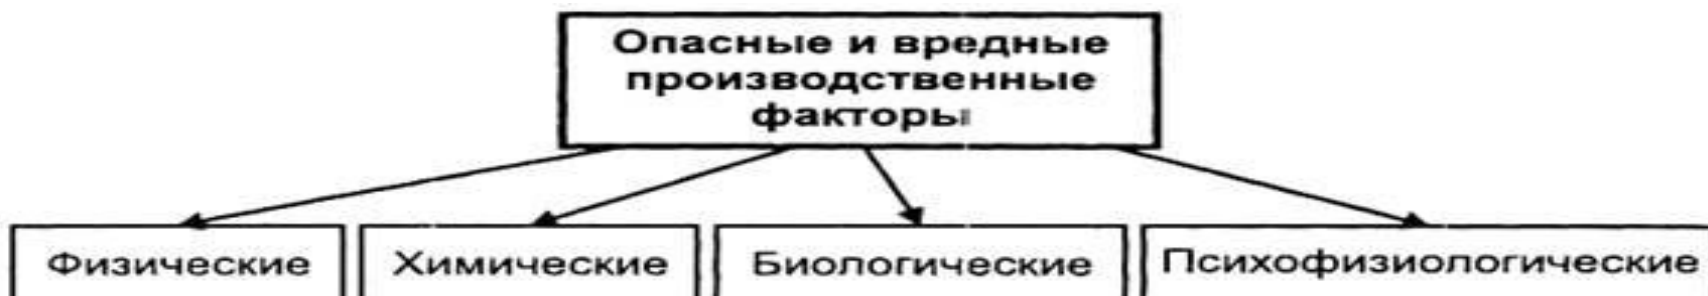 Опасные и вредные
производственные
факторы
Физические
Химические
Биологические
Психофизиологические